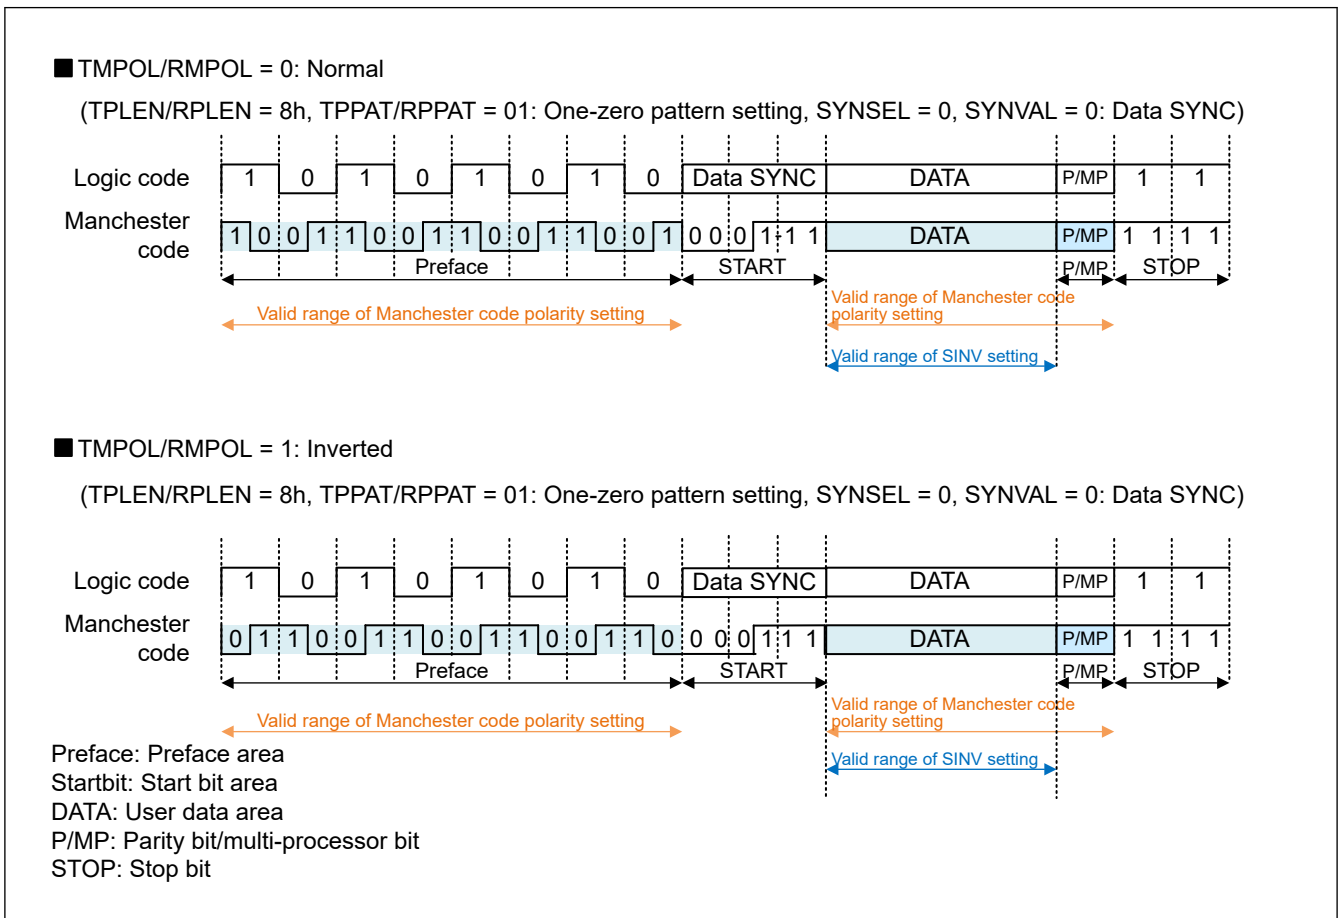 ■ TMPOL/RMPOL = 0: Normal
(TPLEN/RPLEN = 8h, TPPAT/RPPAT = 01: One-zero pattern setting, SYNSEL = 0, SYNVAL = 0: Data SYNC)
Logic code 1 0 1 0 1 0 1 0 Data SYNC DATA P/MP 1 1
Manchester code 1 0 0 1 1 0 0 1 1 0 0 1 1 0 0 1 0 0 0 1 1 1 DATA P/MP 1 1 1 1
Preface START P/MP STOP
Valid range of Manchester code polarity setting
Valid range of Manchester code
polarity setting
Valid range of SINV setting
■ TMPOL/RMPOL = 1: Inverted
(TPLEN/RPLEN = 8h, TPPAT/RPPAT = 01: One-zero pattern setting, SYNSEL = 0, SYNVAL = 0: Data SYNC)
Logic code 1 0 1 0 1 0 1 0 Data SYNC DATA P/MP 1 1
Manchester code 0 1 1 0 0 1 1 0 0 1 1 0 0 1 1 0 0 0 0 1 1 1 DATA P/MP 1 1 1 1
Preface START P/MP STOP
Valid range of Manchester code polarity setting
Valid range of Manchester code
polarity setting
Valid range of SINV setting
Preface: Preface area
Startbit: Start bit area
DATA: User data area
P/MP: Parity bit/multi-processor bit
STOP: Stop bit